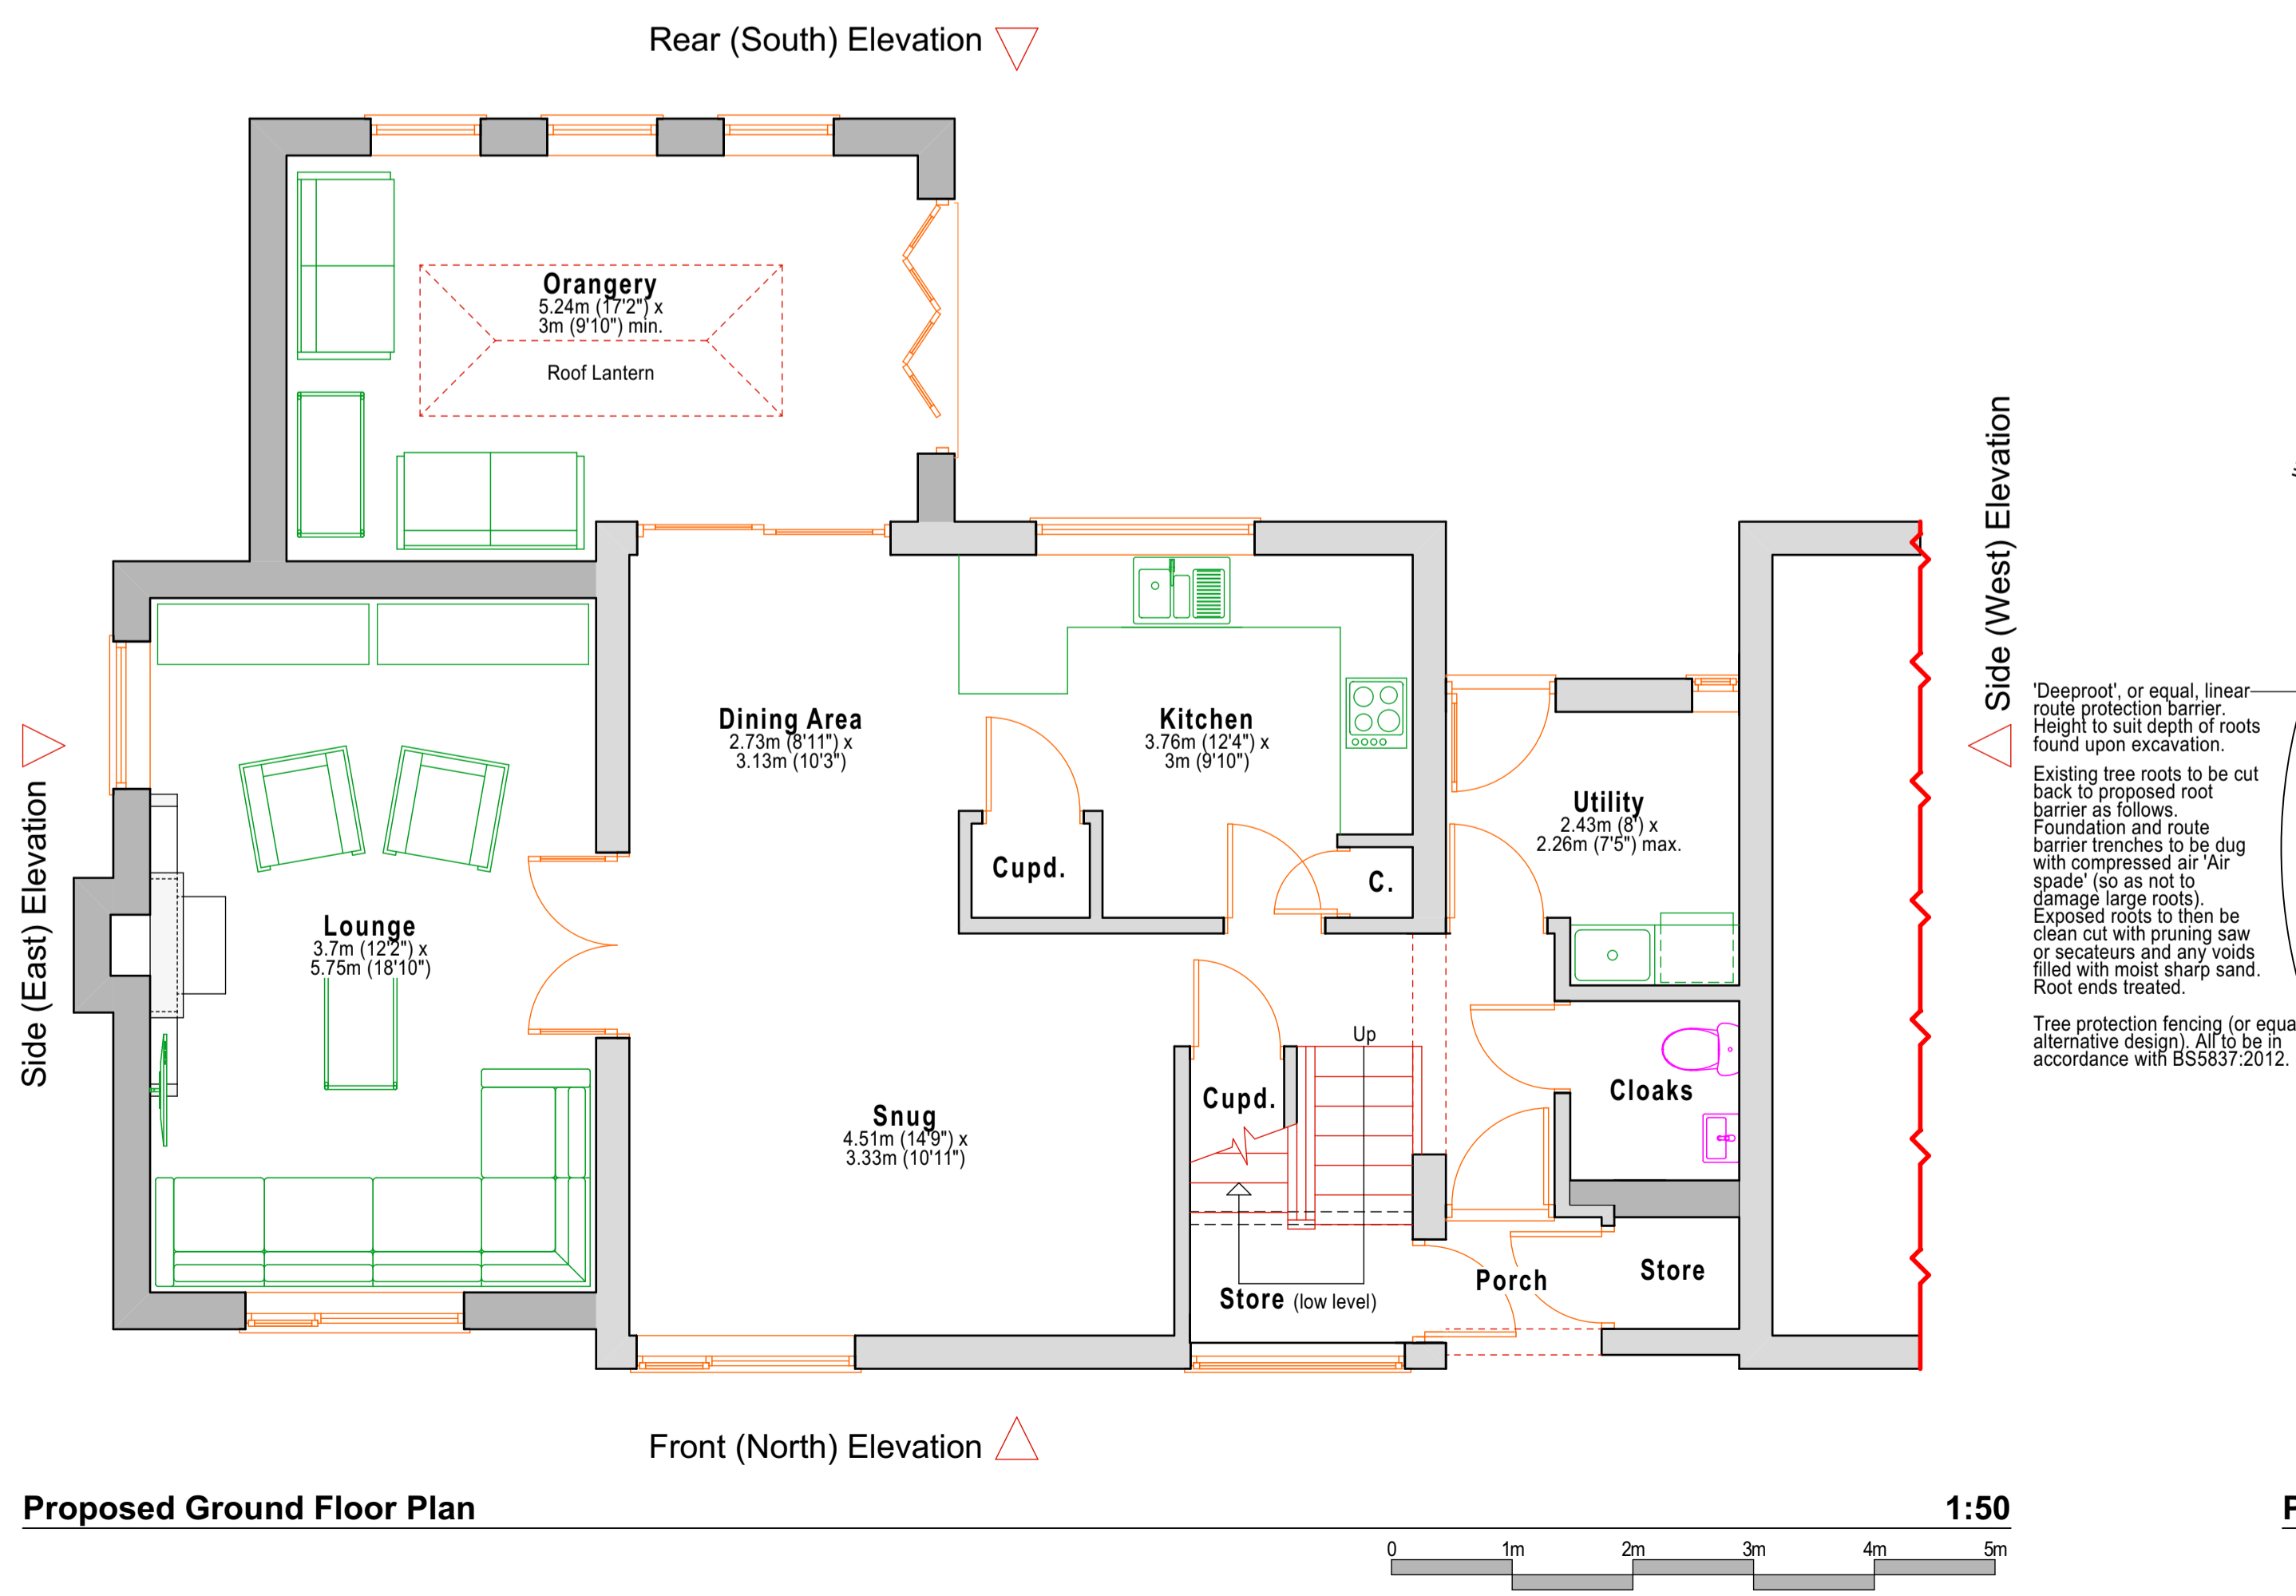 Rear (South) Elevation
Orangery
5.24m (17'2") x
3m (9'10") min.
Roof Lantern
Side (West) Elevation
'Deeproot', or equal, linear
route protection barrier.
Height to suit depth of roots
found upon excavation.
Existing tree roots to be cut
back to proposed root
barrier as follows.
Foundation and route
barrier trenches to be dug
with compressed air 'Air
spade' (so as not to
damage large roots).
Exposed roots to then be
clean cut with pruning saw
or secateurs and any voids
filled with moist sharp sand.
Root ends treated.
Tree protection fencing (or equa
alternative design). All to be in
accordance with BS5837:2012.
Dining Area
2.73m (8'11") x
3.13m (10'3")
Kitchen
3.76m (12'4") x
3m (9'10")
Utility
2.43m (8') x
2.26m (7'5") max.
Cupd.
C.
Side (East) Elevation
Lounge
3.7m (12'2") x
5.75m (18'10")
Up
Cupd.
Cloaks
Snug
4.51m (14'9") x
3.33m (10'11")
Porch
Store
Store (low level)
Front (North) Elevation
Proposed Ground Floor Plan
1:50
P
0 1m 2m 3m 4m 5m